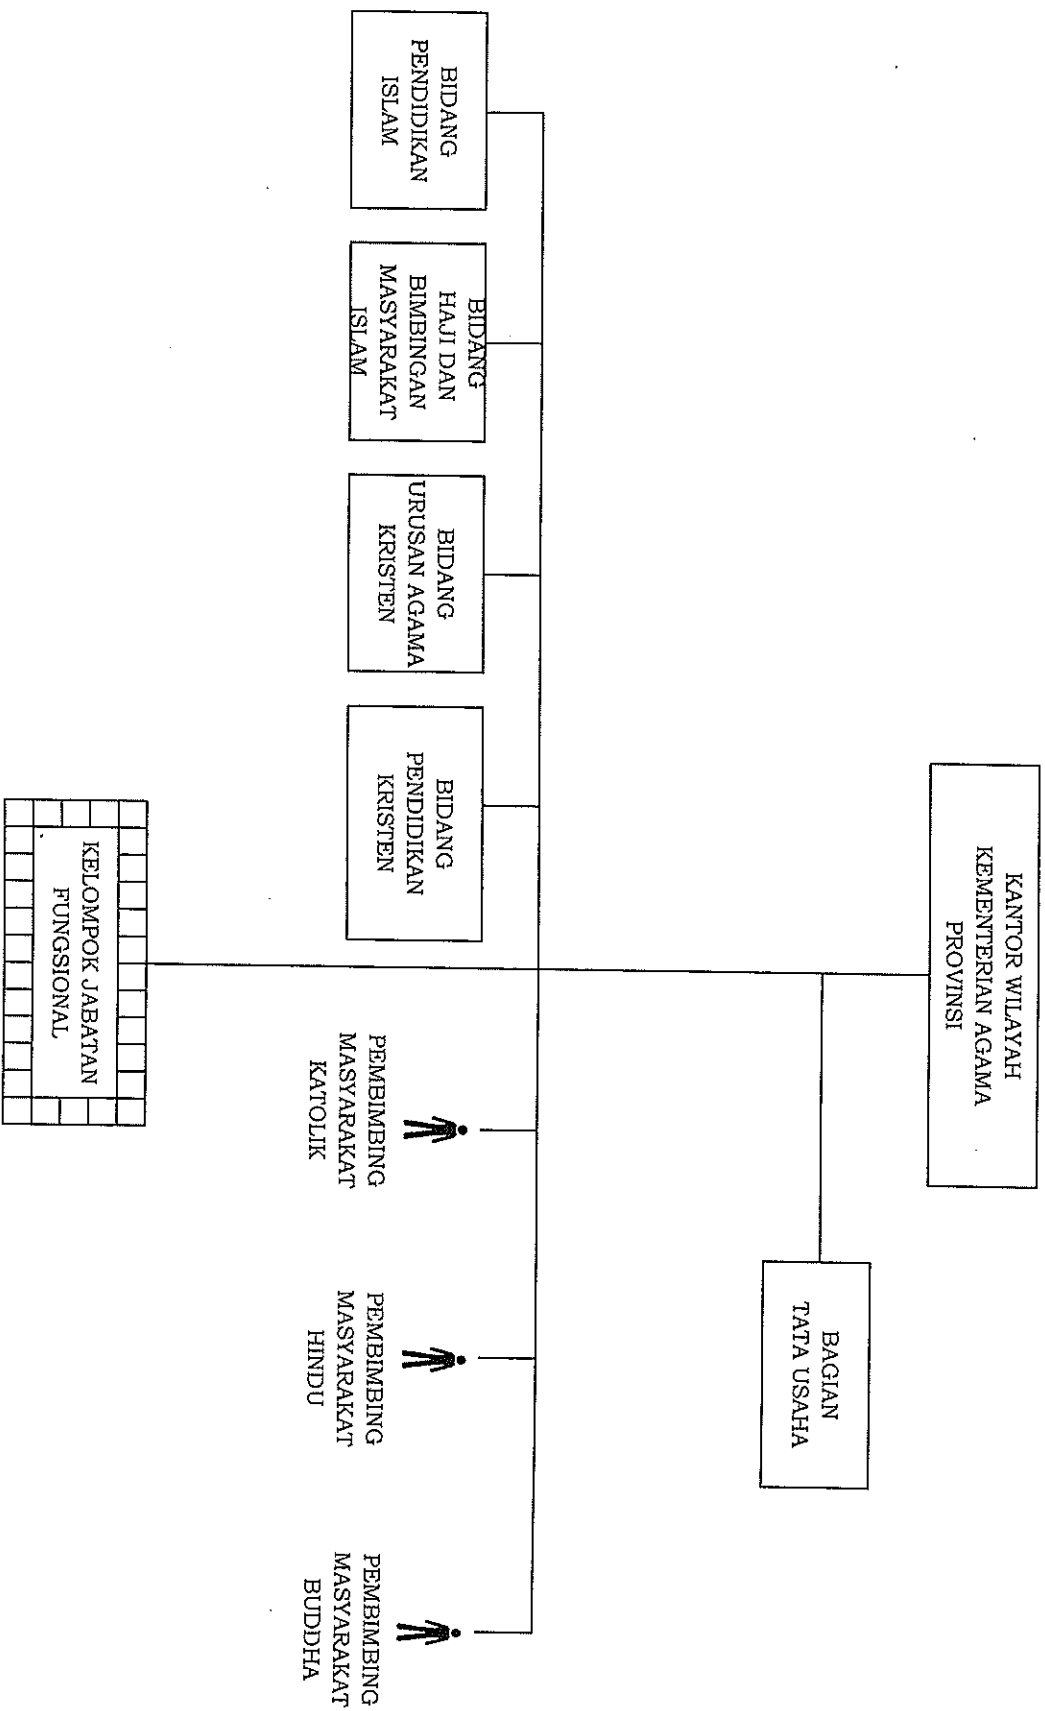 KANTOR WILAYAH
KEMENTERIAN AGAMA
PROVINSI
BAGIAN
TATA USAHA
BIDANG
PENDIDIKAN
ISLAM
BIDANG
HAJI DAN
BIMBINGAN
MASYARAKAT
ISLAM
BIDANG
URUSAN AGAMA
KRISTEN
BIDANG
PENDIDIKAN
KRISTEN
PEMBIMBING
MASYARAKAT
KATOLIK
PEMBIMBING
MASYARAKAT
HINDU
PEMBIMBING
MASYARAKAT
BUDDHA
KELOMPOK JABATAN
FUNGSIONAL